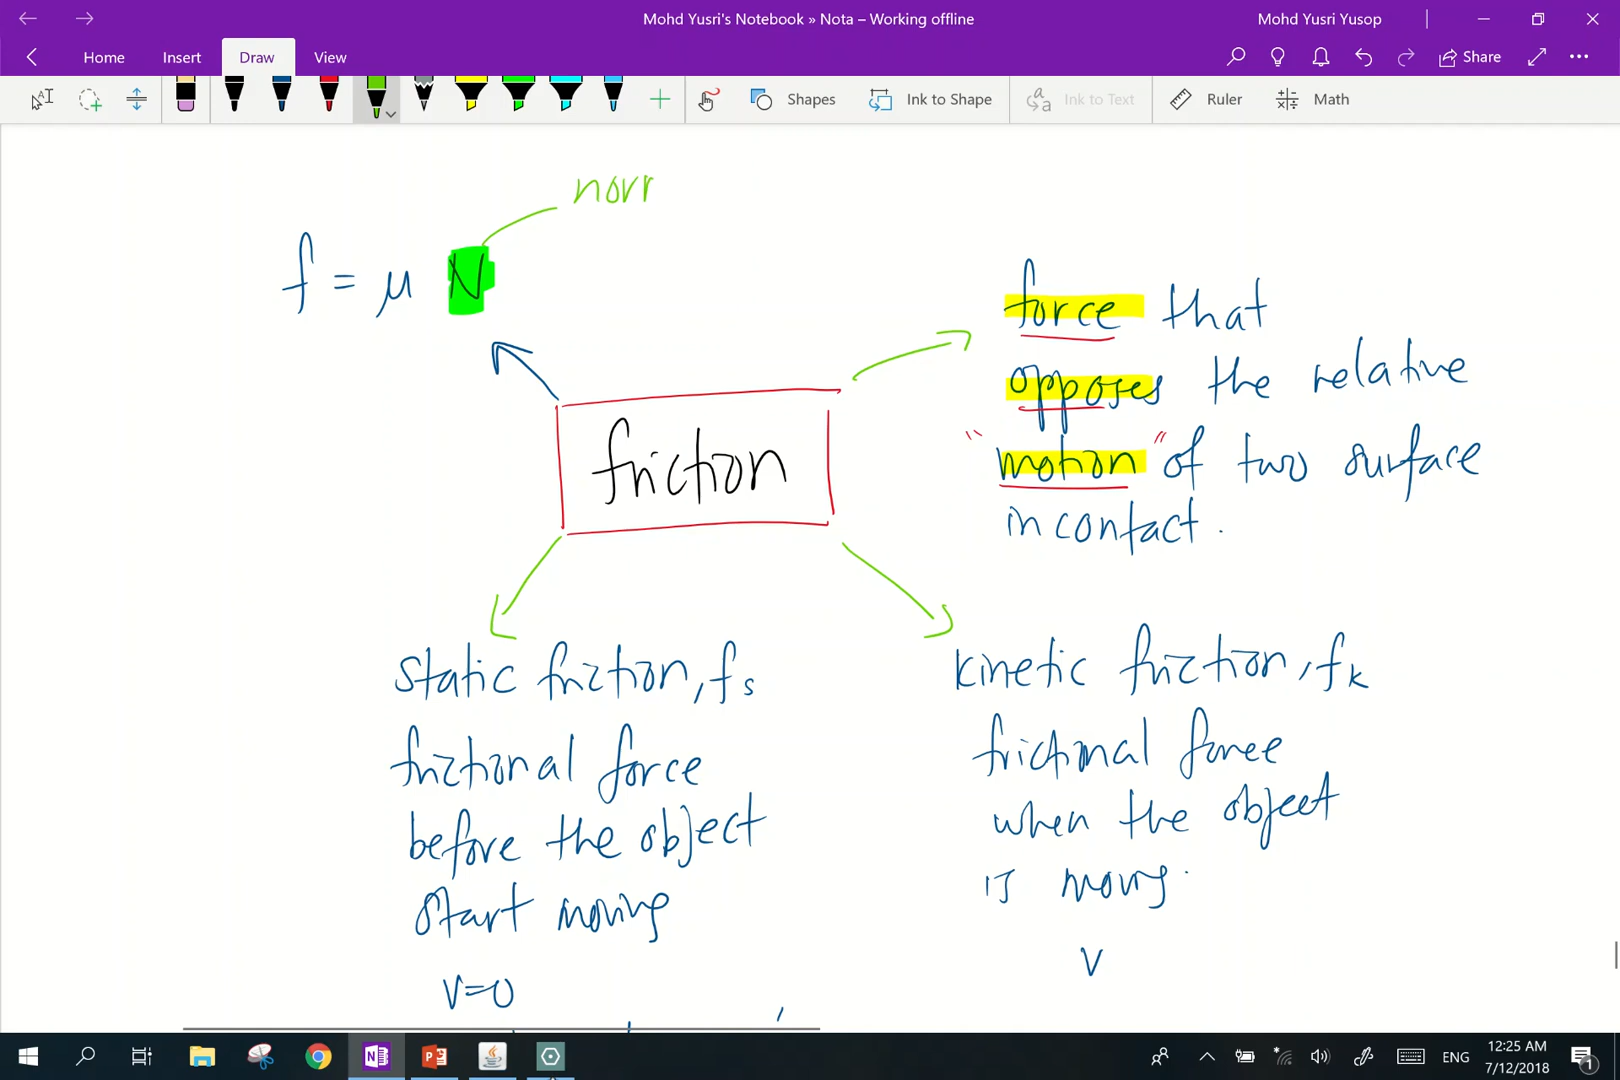 Mohd Yusri's Notebook » Nota – Working offline
Mohd Yusri Yusop
Home Insert Draw View
Share
Shapes
Ink to Shape
Ink to Text
Ruler
Math
norr
f = μ N
force that
opposes the relative
"motion" of two surface
in contact.
friction
static friction, fs
frictional force
before the object
start moving
v=0
kinetic friction, fk
frictional force
when the object
is moving.
v
ENG
12:25 AM
7/12/2018
1